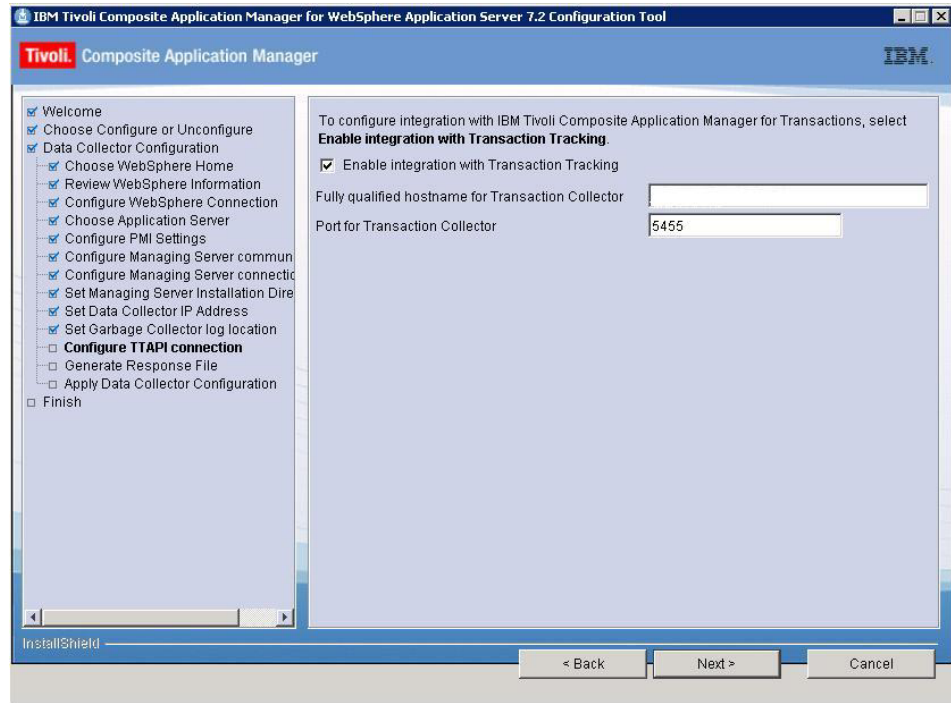 IBM Tivoli Composite Application Manager for WebSphere Application Server 7.2 Configuration Tool
Tivoli. Composite Application Manager
IBM.
Welcome
Choose Configure or Unconfigure
Data Collector Configuration
Choose WebSphere Home
Review WebSphere Information
Configure WebSphere Connection
Choose Application Server
Configure PMI Settings
Configure Managing Server commun
Configure Managing Server connectic
Set Managing Server Installation Dire
Set Data Collector IP Address
Set Garbage Collector log location
Configure TTAPI connection
Generate Response File
Apply Data Collector Configuration
Finish
To configure integration with IBM Tivoli Composite Application Manager for Transactions, select
Enable integration with Transaction Tracking.
Enable integration with Transaction Tracking
Fully qualified hostname for Transaction Collector
Port for Transaction Collector 5455
InstallShield
< Back Next > Cancel